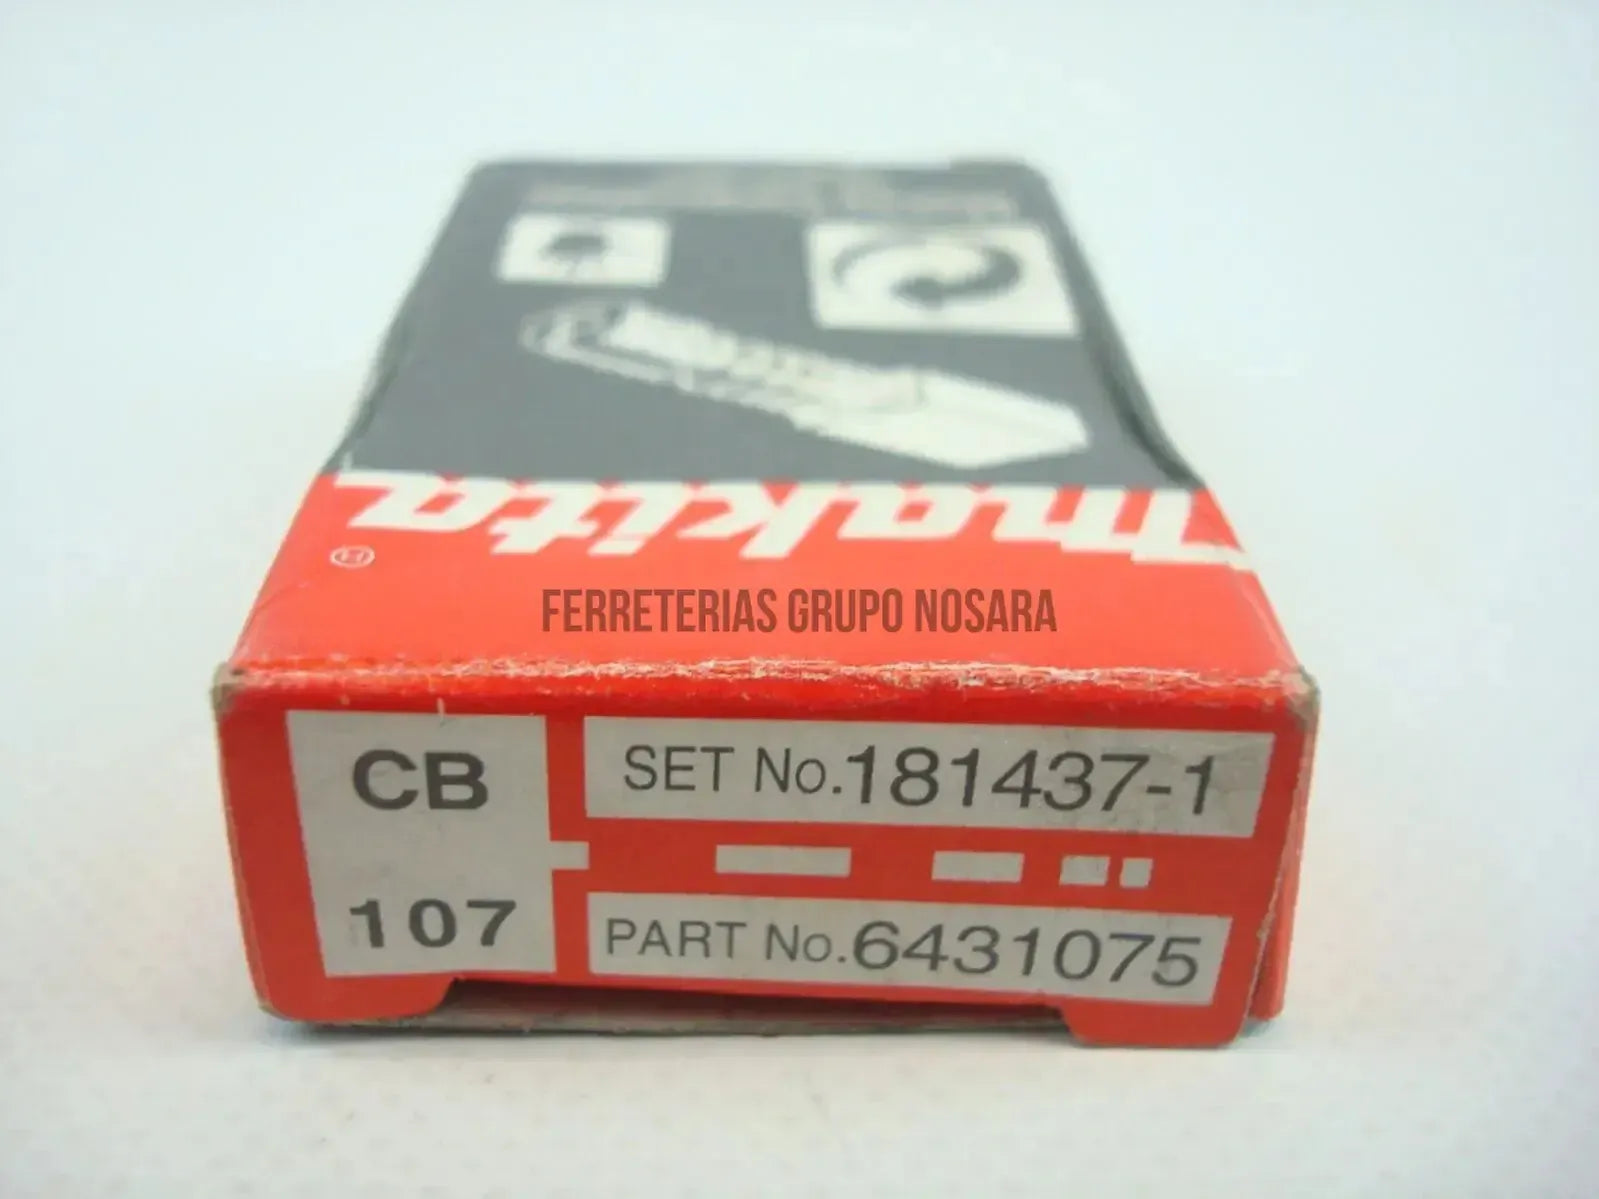 makita
®
FERRETERIAS GRUPO NOSARA
CB
107
SET No.181437-1
PART No.6431075